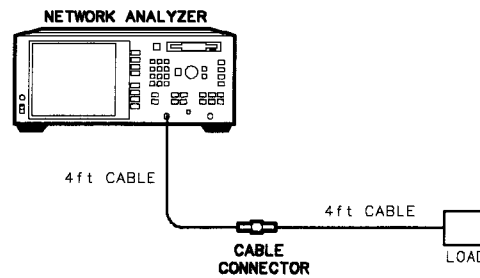 NETWORK ANALYZER
4ft CABLE
4ft CABLE
CABLE
CONNECTOR
LOAD